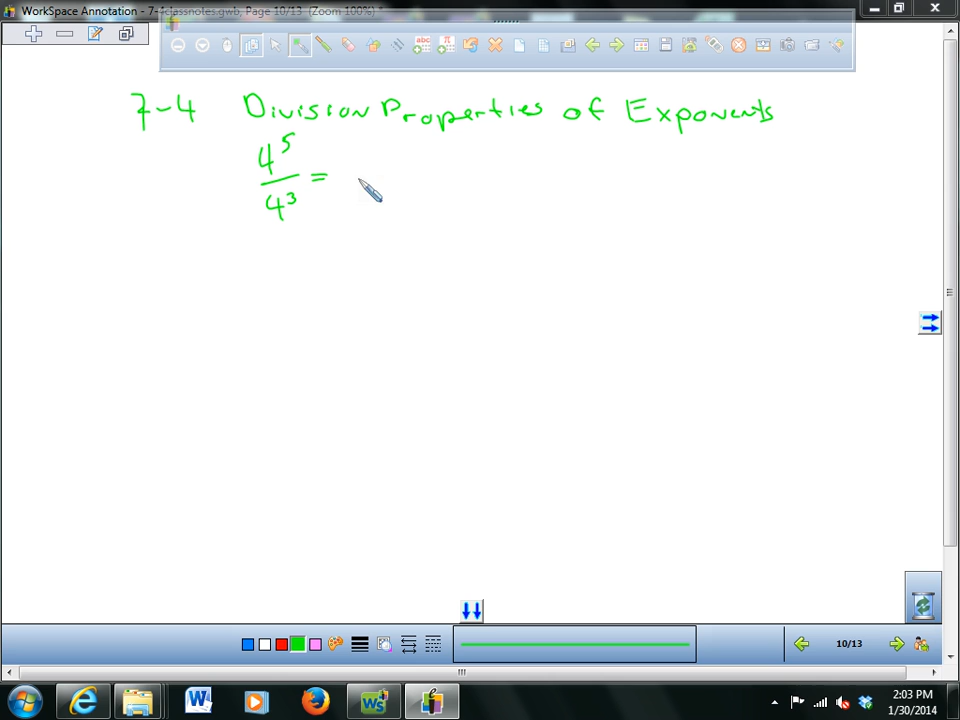 WorkSpace Annotation - 7-4classnotes.gwb, Page 10/13 (Zoom 100%) *
7-4 Division Properties of Exponents
4^5
/
4^3 =
10/13
2:03 PM
1/30/2014